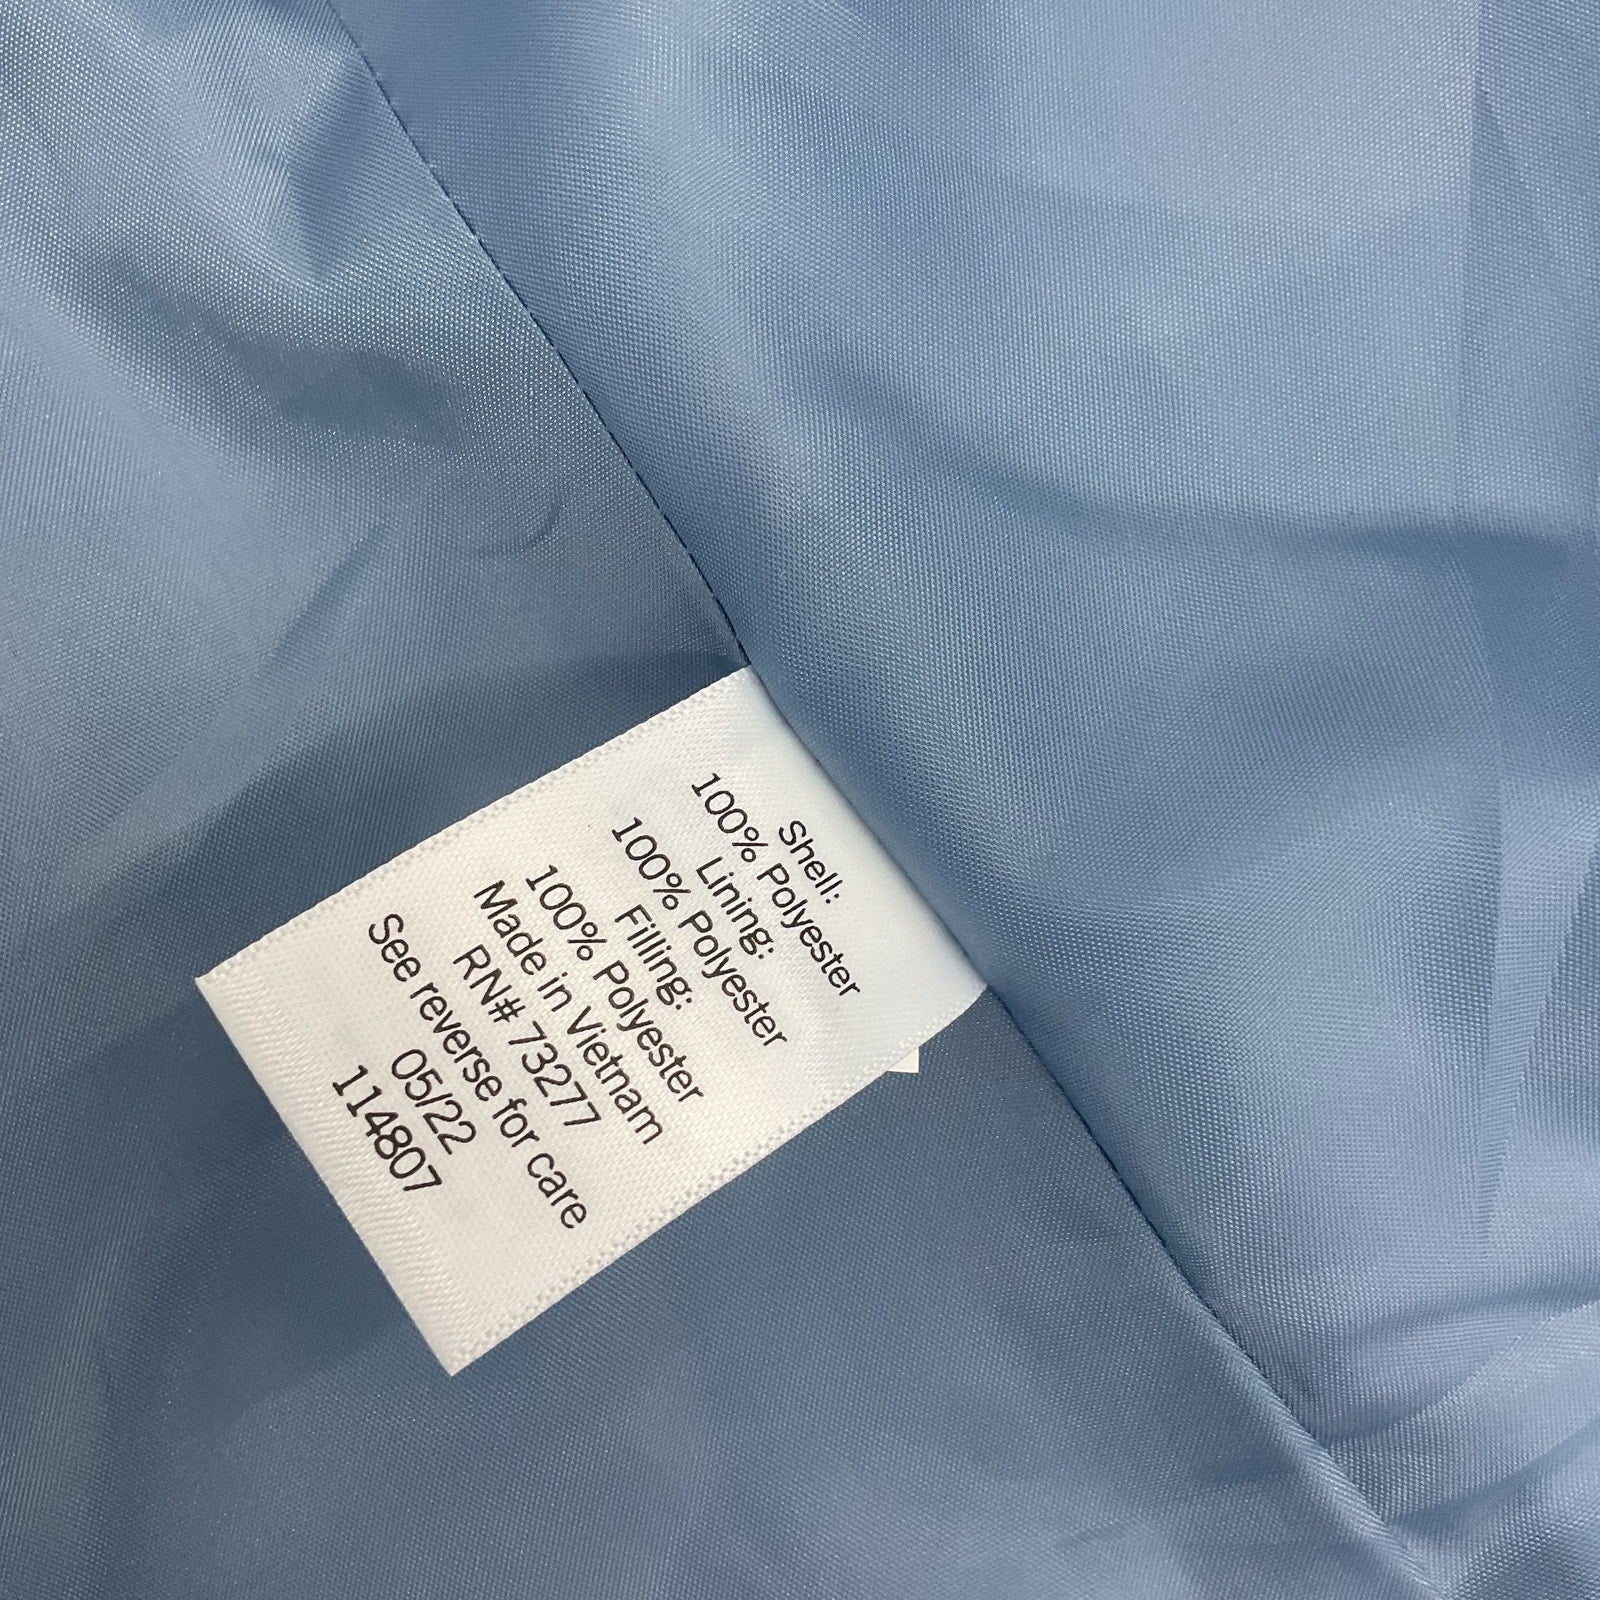 Shell:
100% Polyester
Lining:
100% Polyester
Filling:
100% Polyester
Made in Vietnam
RN# 73277
See reverse for care
05/22
114807